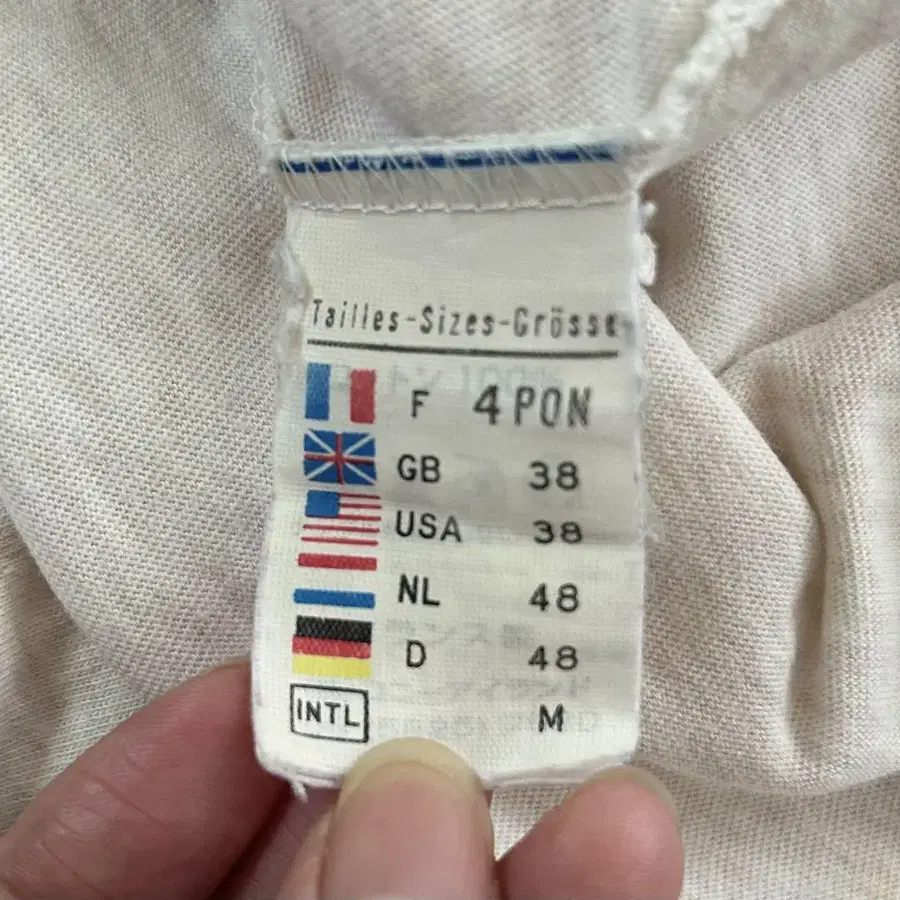 Tailles-Sizes-Grösse
F 4 PON
GB 38
USA 38
NL 48
D 48
INTL M